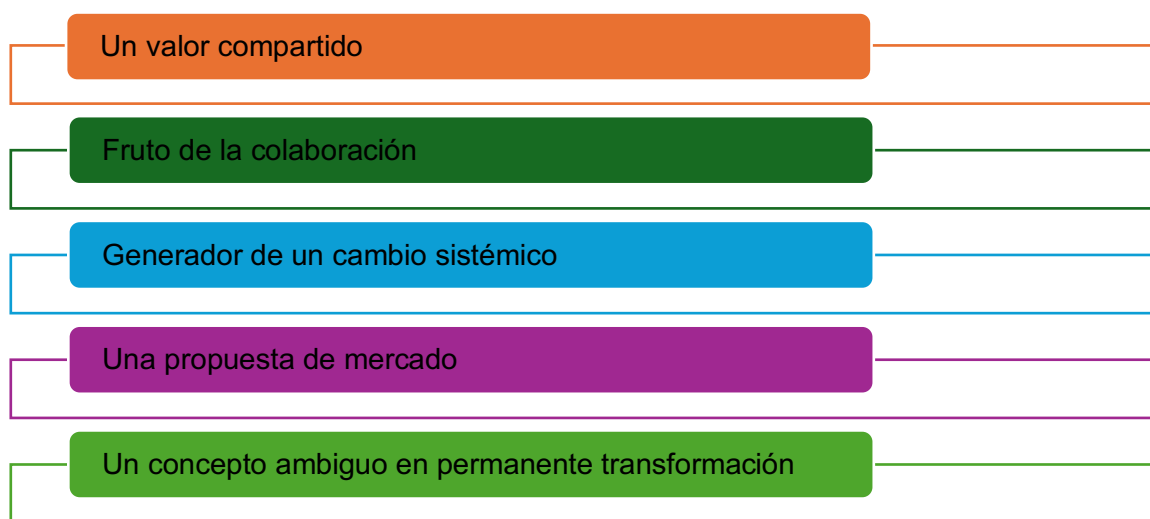 Un valor compartido
Fruto de la colaboración
Generador de un cambio sistémico
Una propuesta de mercado
Un concepto ambiguo en permanente transformación